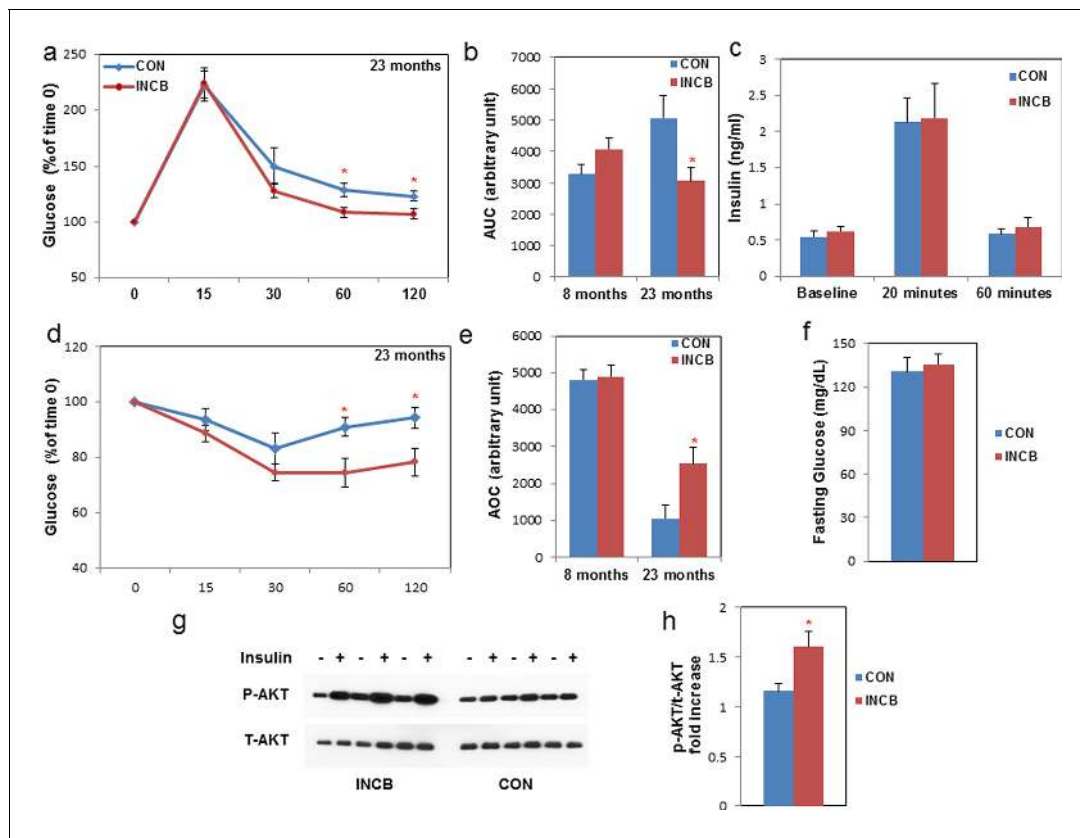 a
250
200
150
100
50
Glucose (%of time 0)
CON
INCB
23 months
*
*
0 15 30 60 120
b
7000
6000
5000
4000
3000
2000
1000
0
AUC (arbitrary unit)
CON
INCB
*
8 months 23 months
c
3
2.5
2
1.5
1
0.5
0
Insulin (ng/ml)
CON
INCB
Baseline 20 minutes 60 minutes
d
120
100
80
60
40
Glucose (%of time 0)
23 months
*
*
0 15 30 60 120
e
6000
5000
4000
3000
2000
1000
0
AOC (arbitrary unit)
CON
INCB
*
8 months 23 months
f
150
120
90
60
30
0
Fasting Glucose (mg/dL)
CON
INCB
g
Insulin - + - + - + - + - + - +
P-AKT
T-AKT
INCB CON
h
2
1.5
1
0.5
0
p-AKT/t-AKT
fold Increase
*
CON
INCB